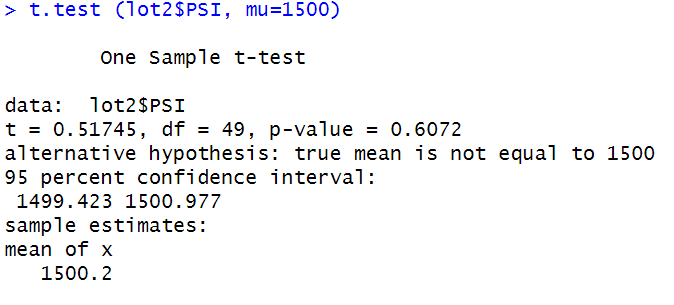 > t.test (lot2$PSI, mu=1500)
One Sample t-test
data:  lot2$PSI
t = 0.51745, df = 49, p-value = 0.6072
alternative hypothesis: true mean is not equal to 1500
95 percent confidence interval:
1499.423 1500.977
sample estimates:
mean of x
1500.2